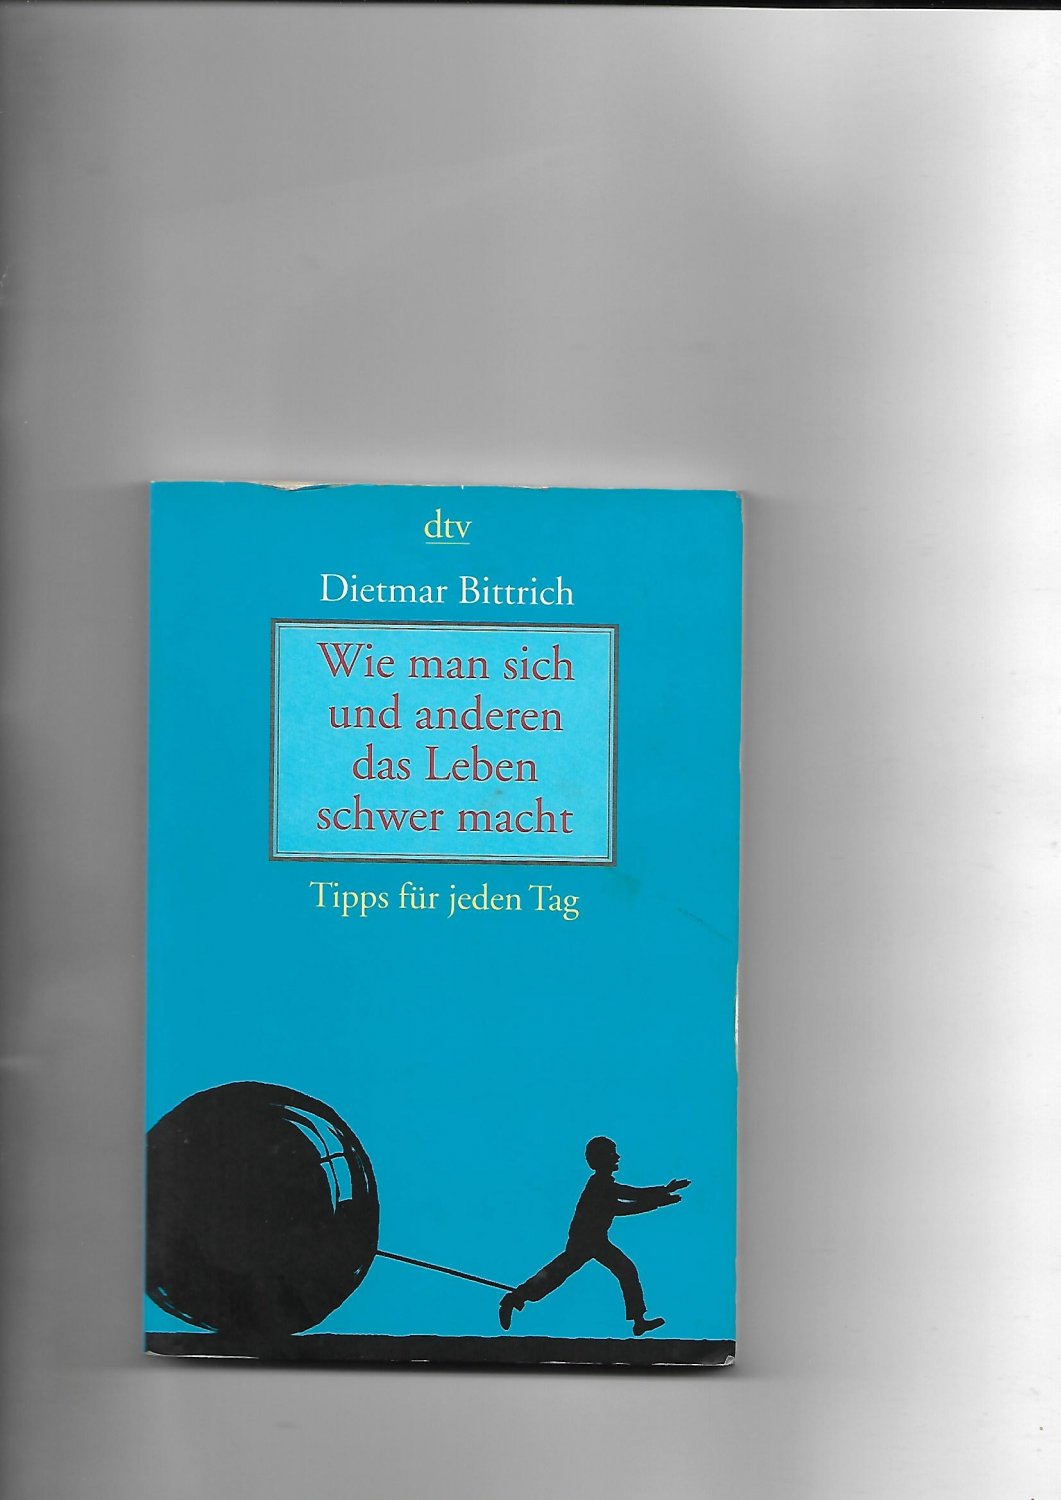 dtv
Dietmar Bittrich
Wie man sich
und anderen
das Leben
schwer macht
Tipps für jeden Tag